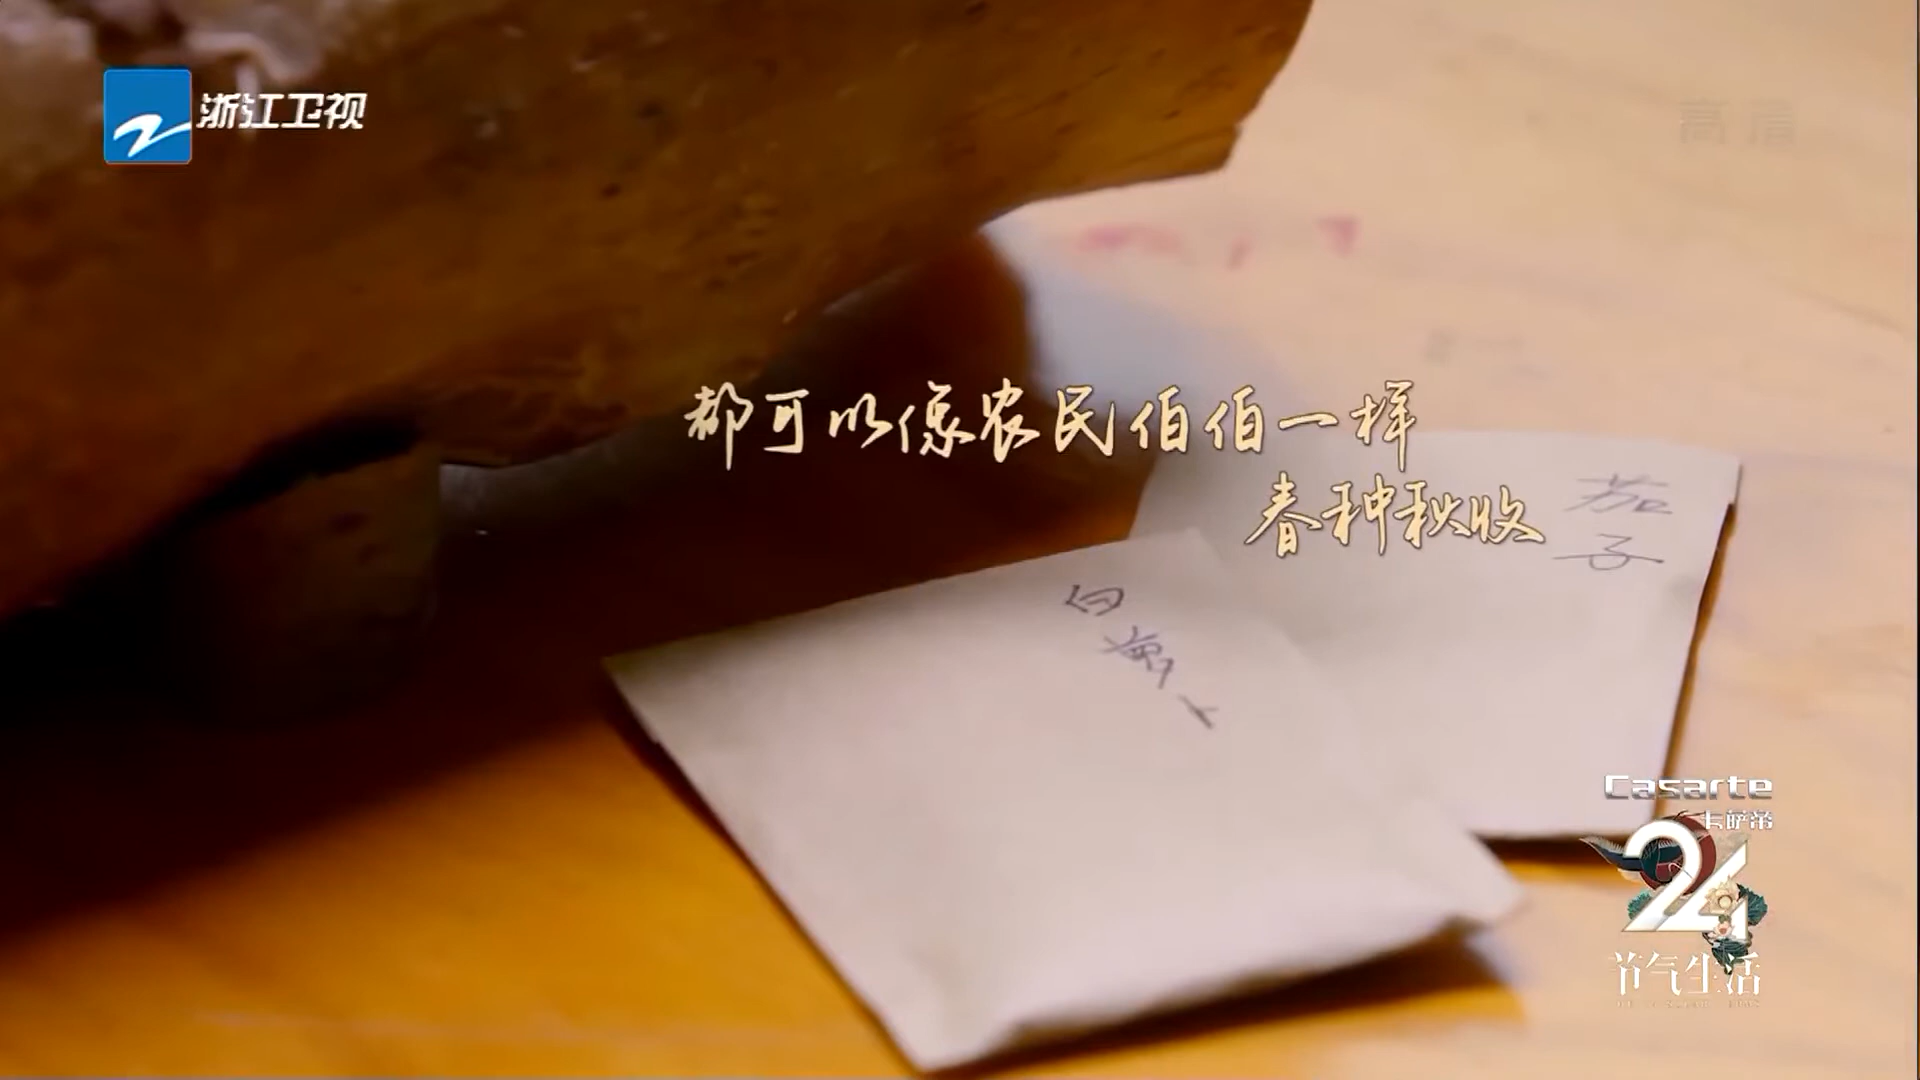 浙江卫视
高清
都可以像农民伯伯一样
春种秋收
茄
子
白
萝
卜
Casarte
卡萨帝
24
节气生活